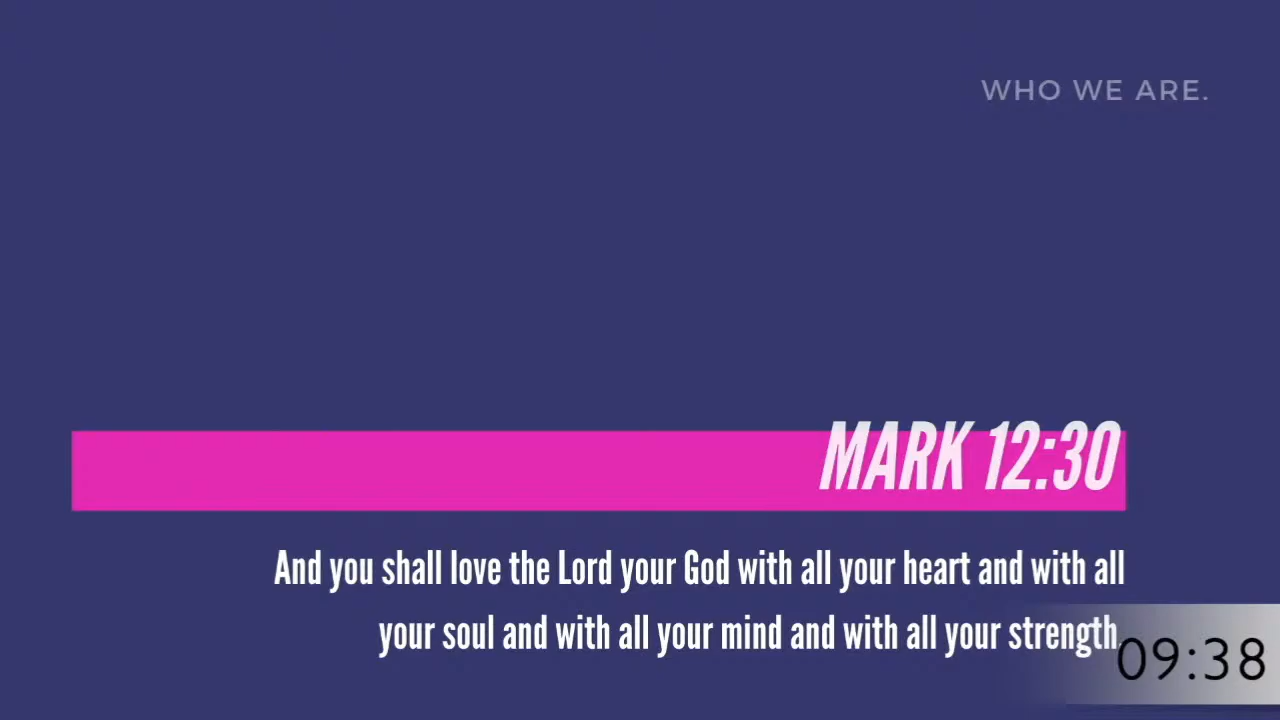 WHO WE ARE.
MARK 12:30
And you shall love the Lord your God with all your heart and with all
your soul and with all your mind and with all your strength
09:38